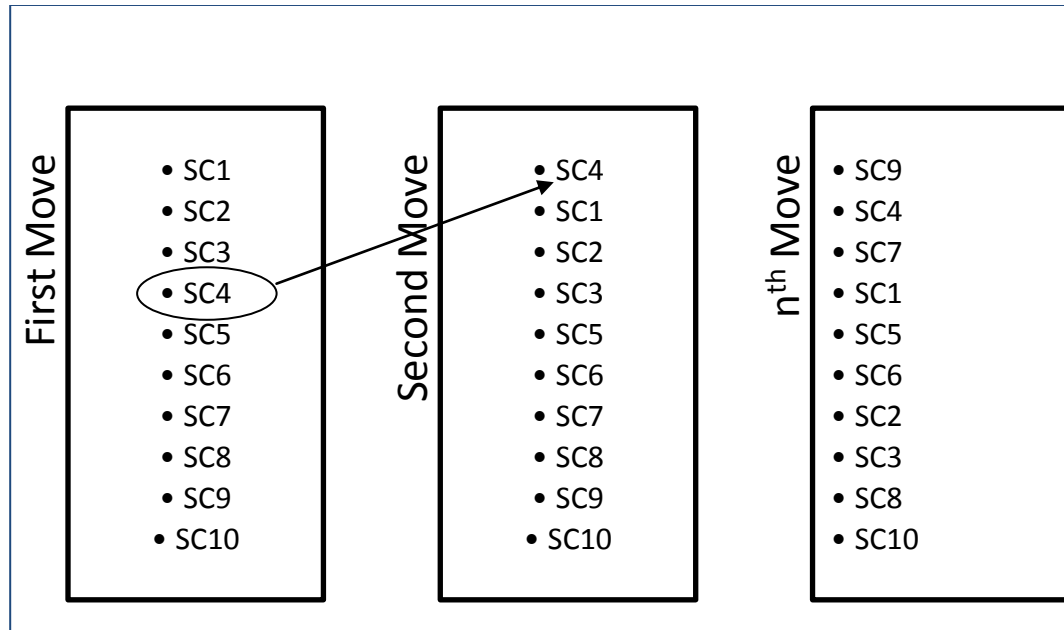 First Move
• SC1
• SC2
• SC3
• SC4
• SC5
• SC6
• SC7
• SC8
• SC9
• SC10
Second Move
• SC4
• SC1
• SC2
• SC3
• SC5
• SC6
• SC7
• SC8
• SC9
• SC10
nth Move
• SC9
• SC4
• SC7
• SC1
• SC5
• SC6
• SC2
• SC3
• SC8
• SC10